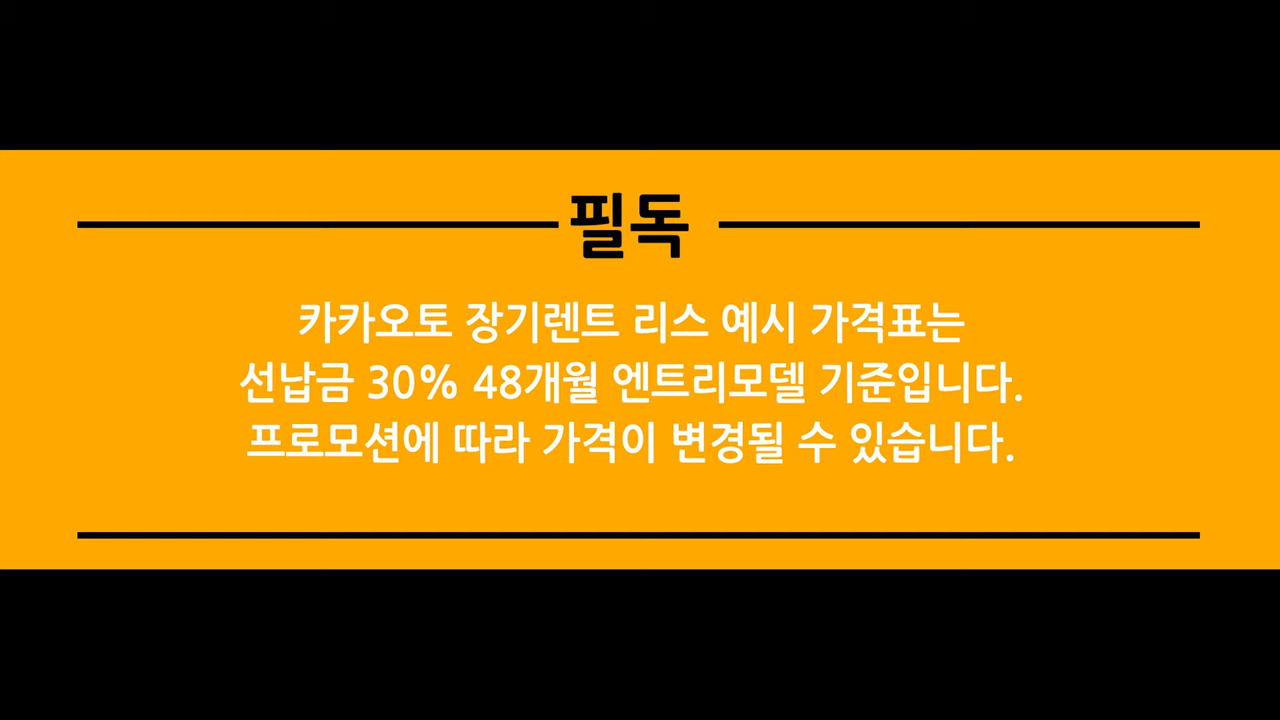 필독
카카오토 장기렌트 리스 예시 가격표는
선납금 30% 48개월 엔트리모델 기준입니다.
프로모션에 따라 가격이 변경될 수 있습니다.